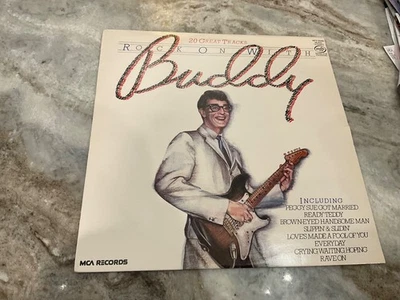 20 GREAT TRACKS
ROCK ON WITH
Buddy
INCLUDING
PEGGY SUE GOT MARRIED
READY TEDDY
BROWN-EYED HANDSOME MAN
SLIPPIN & SLIDIN'
LOVE'S MADE A FOOL OF YOU
EVERYDAY
CRYING WAITING HOPING
RAVE ON
MCA RECORDS